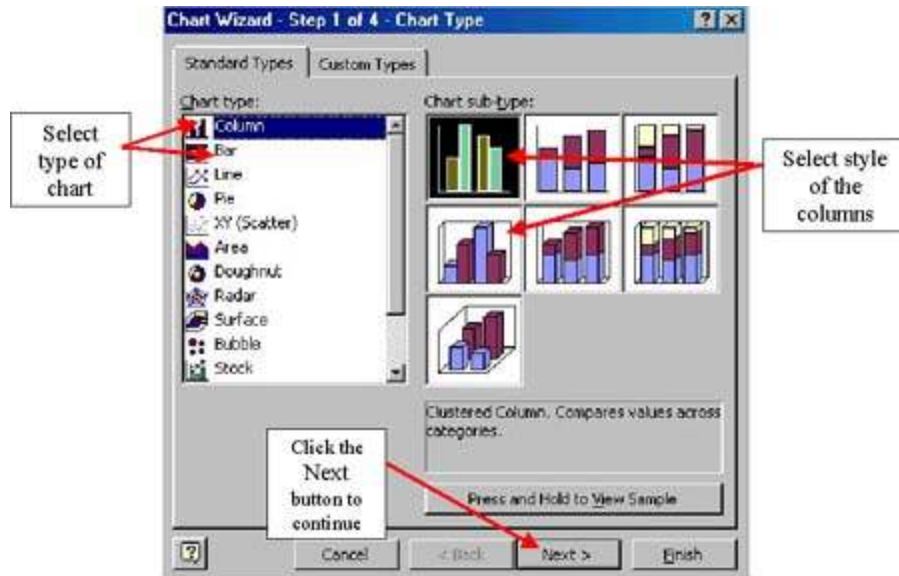 Chart Wizard - Step 1 of 4 - Chart Type
Standard Types
Custom Types
Chart type:
Column
Bar
Line
Pie
XY (Scatter)
Area
Doughnut
Radar
Surface
Bubble
Stock
Chart sub-type:
Clustered Column. Compares values across
categories.
Press and Hold to View Sample
Cancel
< Back
Next >
Finish
Select
type of
chart
Select style
of the
columns
Click the
Next
button to
continue